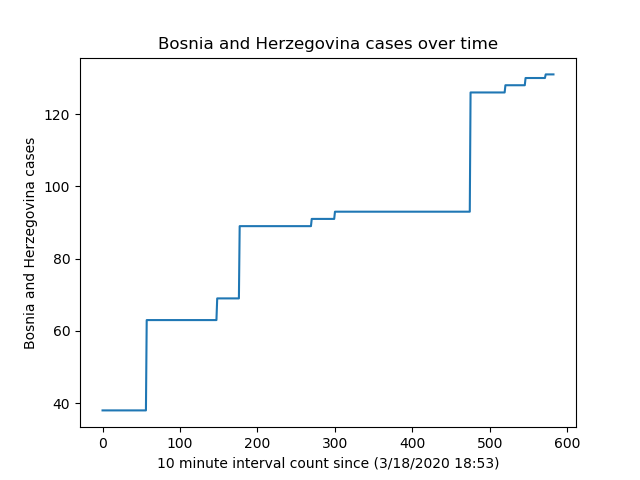 Bosnia and Herzegovina cases over time
Bosnia and Herzegovina cases
120
100
80
60
40
0 100 200 300 400 500 600
10 minute interval count since (3/18/2020 18:53)